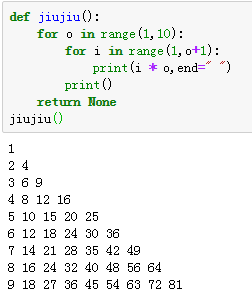 def jiujiu():
    for o in range(1,10):
        for i in range(1,o+1):
            print(i * o,end=" ")
        print()
    return None
jiujiu()
1
2 4
3 6 9
4 8 12 16
5 10 15 20 25
6 12 18 24 30 36
7 14 21 28 35 42 49
8 16 24 32 40 48 56 64
9 18 27 36 45 54 63 72 81